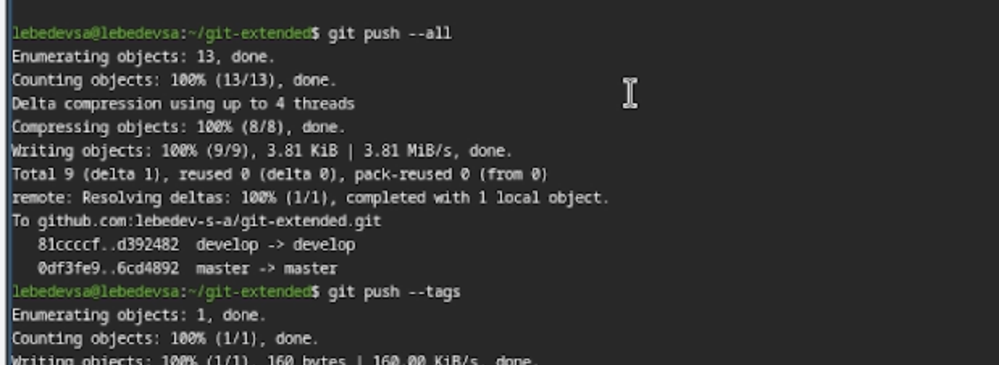 lebedevsa@lebedevsa:~/git-extended$ git push --all
Enumerating objects: 13, done.
Counting objects: 100% (13/13), done.
Delta compression using up to 4 threads
Compressing objects: 100% (8/8), done.
Writing objects: 100% (9/9), 3.81 KiB | 3.81 MiB/s, done.
Total 9 (delta 1), reused 0 (delta 0), pack-reused 0 (from 0)
remote: Resolving deltas: 100% (1/1), completed with 1 local object.
To github.com:lebedev-s-a/git-extended.git
81ccccf..d392482 develop -> develop
0df3fe9..6cd4892 master -> master
lebedevsa@lebedevsa:~/git-extended$ git push --tags
Enumerating objects: 1, done.
Counting objects: 100% (1/1), done.
Writing objects: 100% (1/1), 160 bytes | 160.00 KiB/s, done.